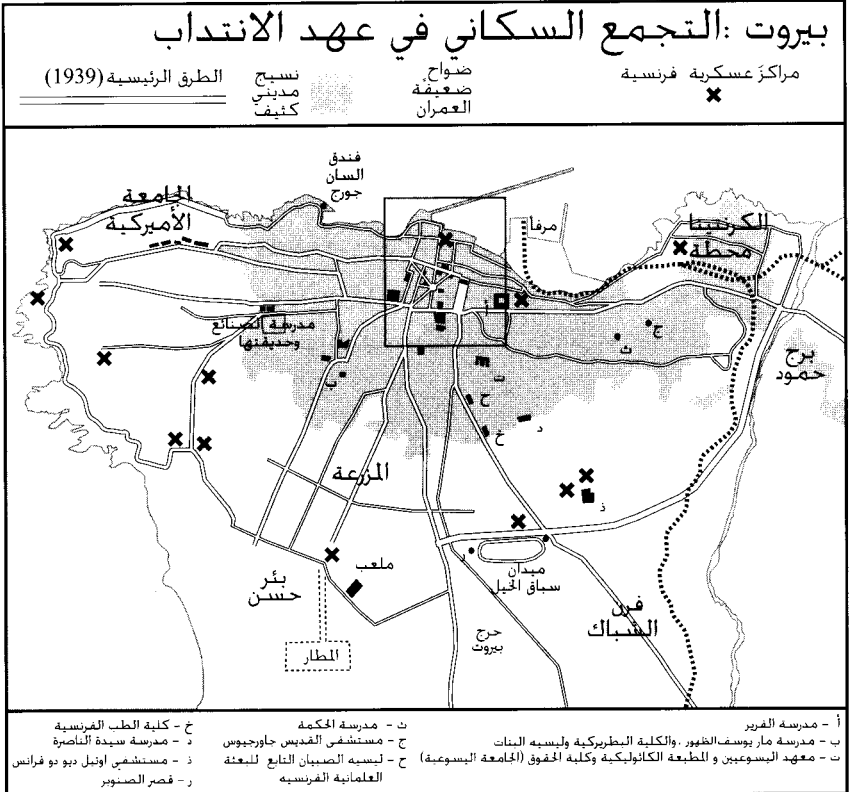 بيروت :التجمع السكاني في عهد الانتداب
مراكز عسكرية فرنسية
ضواح
ضعيفة
العمران
نسيج
مديني
كثيف
الطرق الرئيسية (1939)
فندق
السان
جورج
الجامعة
الأميركية
مرفأ
الكرنتينا
محطة
مدرسة الصنائع
وحديقتها
أ
ج
ث
برج
حمود
ب
ت
ح
خ
د
المزرعة
ذ
ر
ميدان
سباق الخيل
ملعب
بئر
حسن
فرن
الشباك
حرج
بيروت
المطار
أ - مدرسة الفرير
ب - مدرسة مار يوسف الظهور ، والكلية البطريركية وليسيه البنات
ت - معهد اليسوعيين و المطبعة الكاثوليكية وكلية الحقوق (الجامعة اليسوعية)
ث - مدرسة الحكمة
ج - مستشفى القديس جاورجيوس
ح - ليسيه الصبيان التابع للبعثة
العلمانية الفرنسيه
خ - كلية الطب الفرنسية
د - مدرسة سيدة الناصرة
ذ - مستشفى اوتيل ديو دو فرانس
ر - قصر الصنوبر